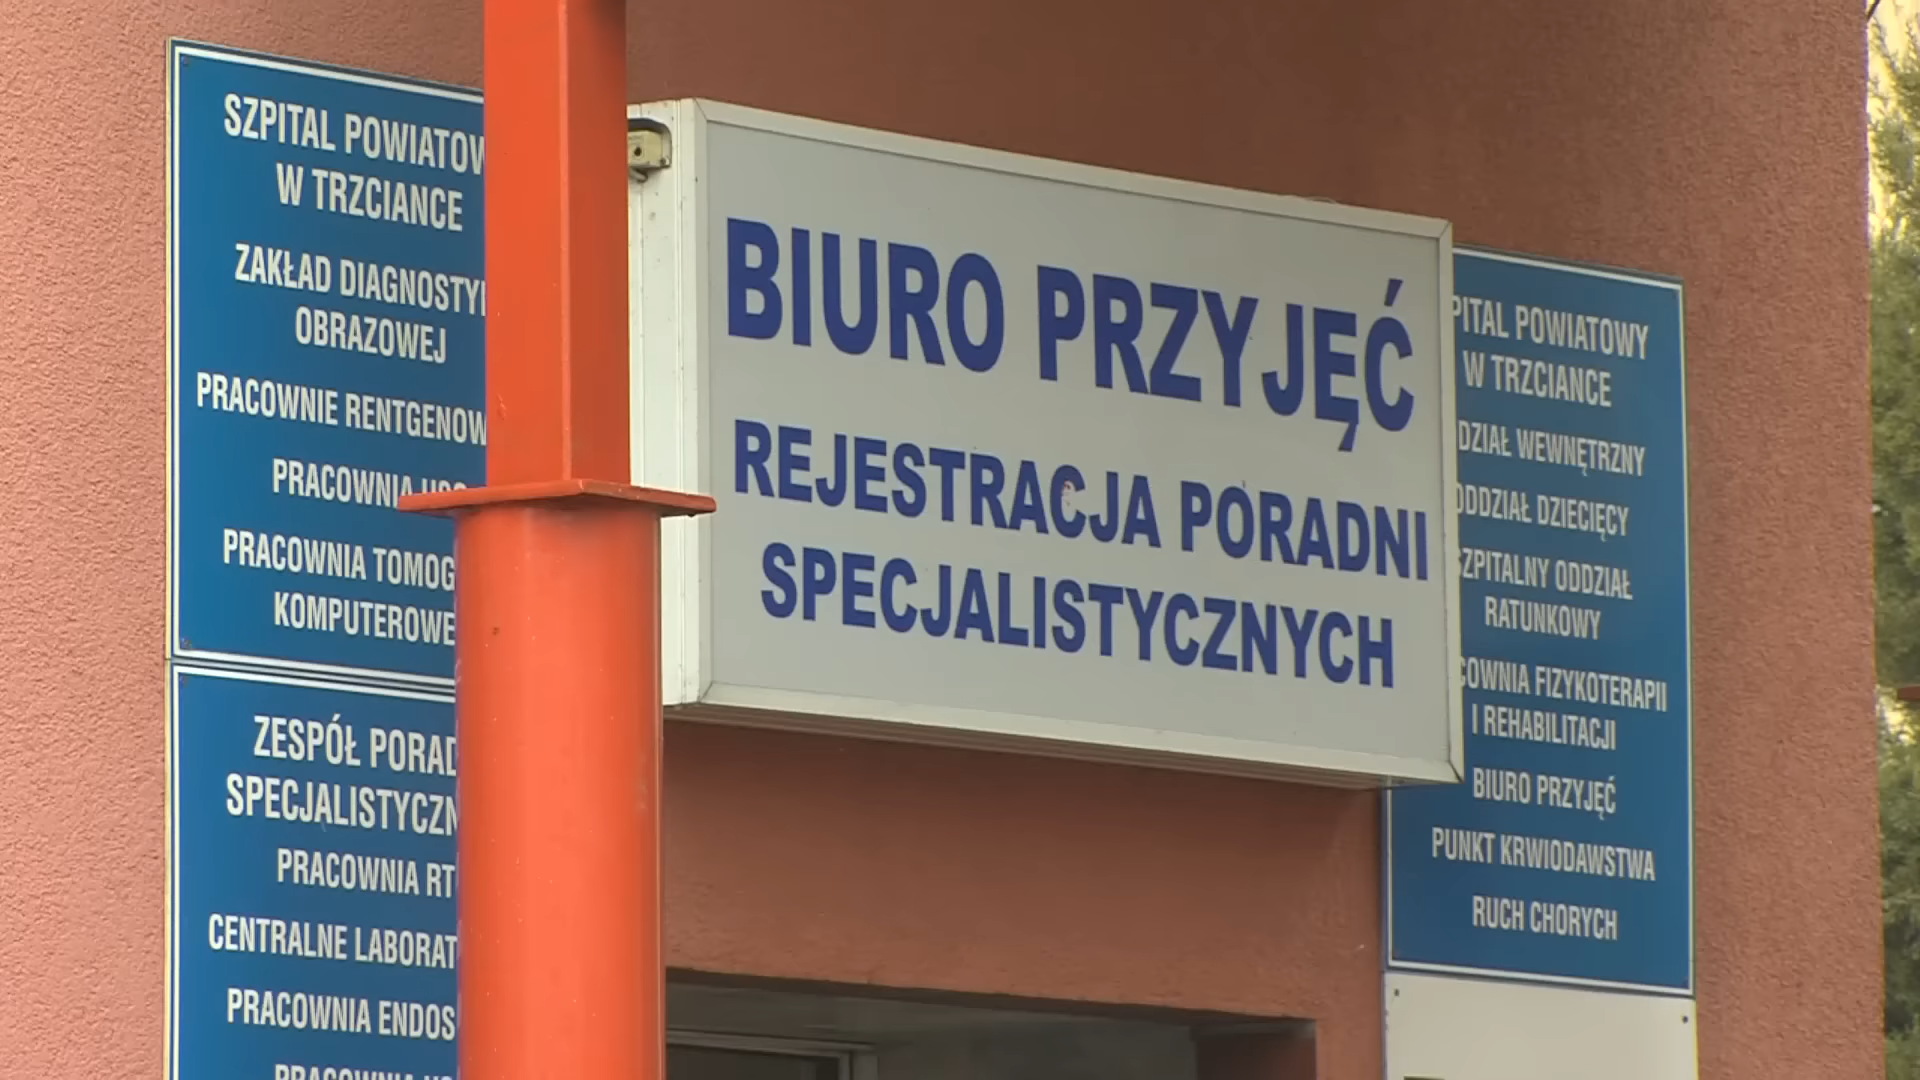 SZPITAL POWIATOW
W TRZCIANCE
ZAKŁAD DIAGNOSTY
OBRAZOWEJ
PRACOWNIE RENTGENOW
PRACOWNIA
PRACOWNIA TOMOG
KOMPUTEROWE
ZESPÓŁ PORAD
SPECJALISTYCZN
PRACOWNIA RT
CENTRALNE LABORAT
PRACOWNIA ENDOS
PRACOWNIA
BIURO PRZYJĘĆ
REJESTRACJA PORADNI
SPECJALISTYCZNYCH
PITAL POWIATOWY
W TRZCIANCE
DZIAŁ WEWNĘTRZNY
ODDZIAŁ DZIECIĘCY
SZPITALNY ODDZIAŁ
RATUNKOWY
COWNIA FIZYKOTERAPII
I REHABILITACJI
BIURO PRZYJĘĆ
PUNKT KRWIODAWSTWA
RUCH CHORYCH